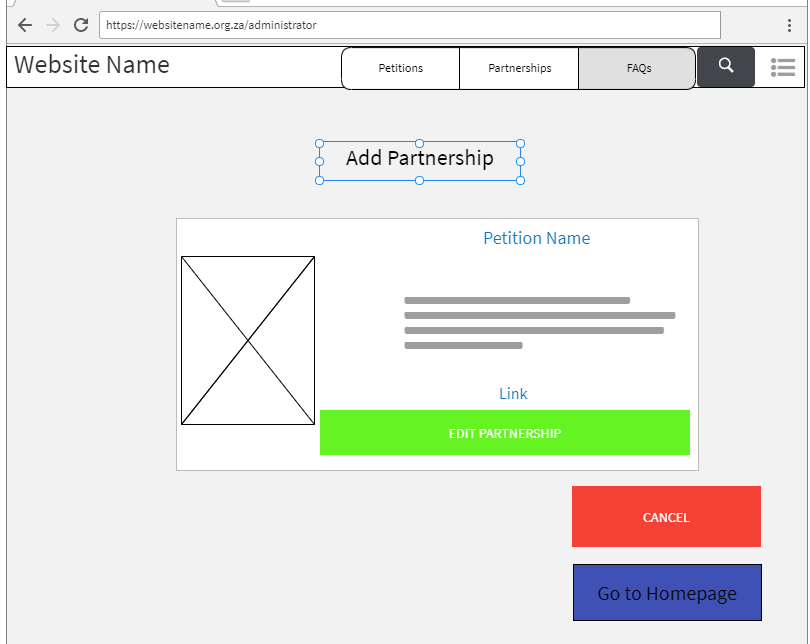 https://websitename.org.za/administrator
Website Name
Petitions
Partnerships
FAQs
Add Partnership
Petition Name
Link
EDIT PARTNERSHIP
CANCEL
Go to Homepage